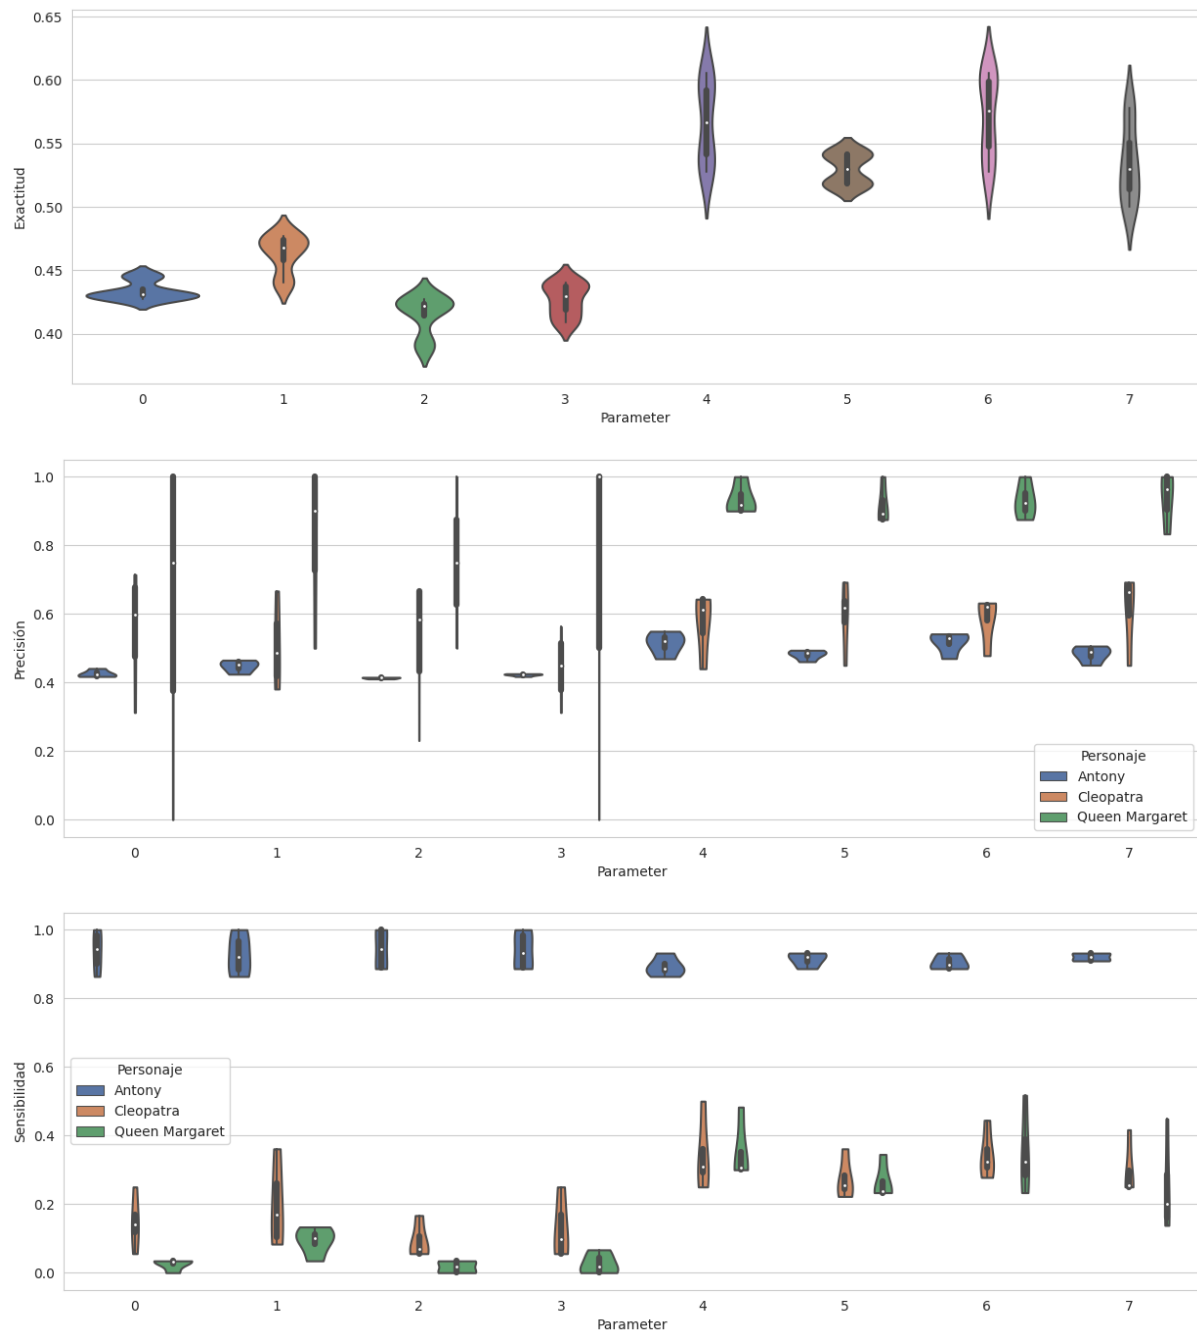 0.65
0.60
0.55
0.50
0.45
0.40
Exactitud
0 1 2 3 4 5 6 7
Parameter
1.0
0.8
0.6
0.4
0.2
0.0
Precisión
Personaje
Antony
Cleopatra
Queen Margaret
0 1 2 3 4 5 6 7
Parameter
1.0
0.8
0.6
0.4
0.2
0.0
Sensibilidad
Personaje
Antony
Cleopatra
Queen Margaret
0 1 2 3 4 5 6 7
Parameter